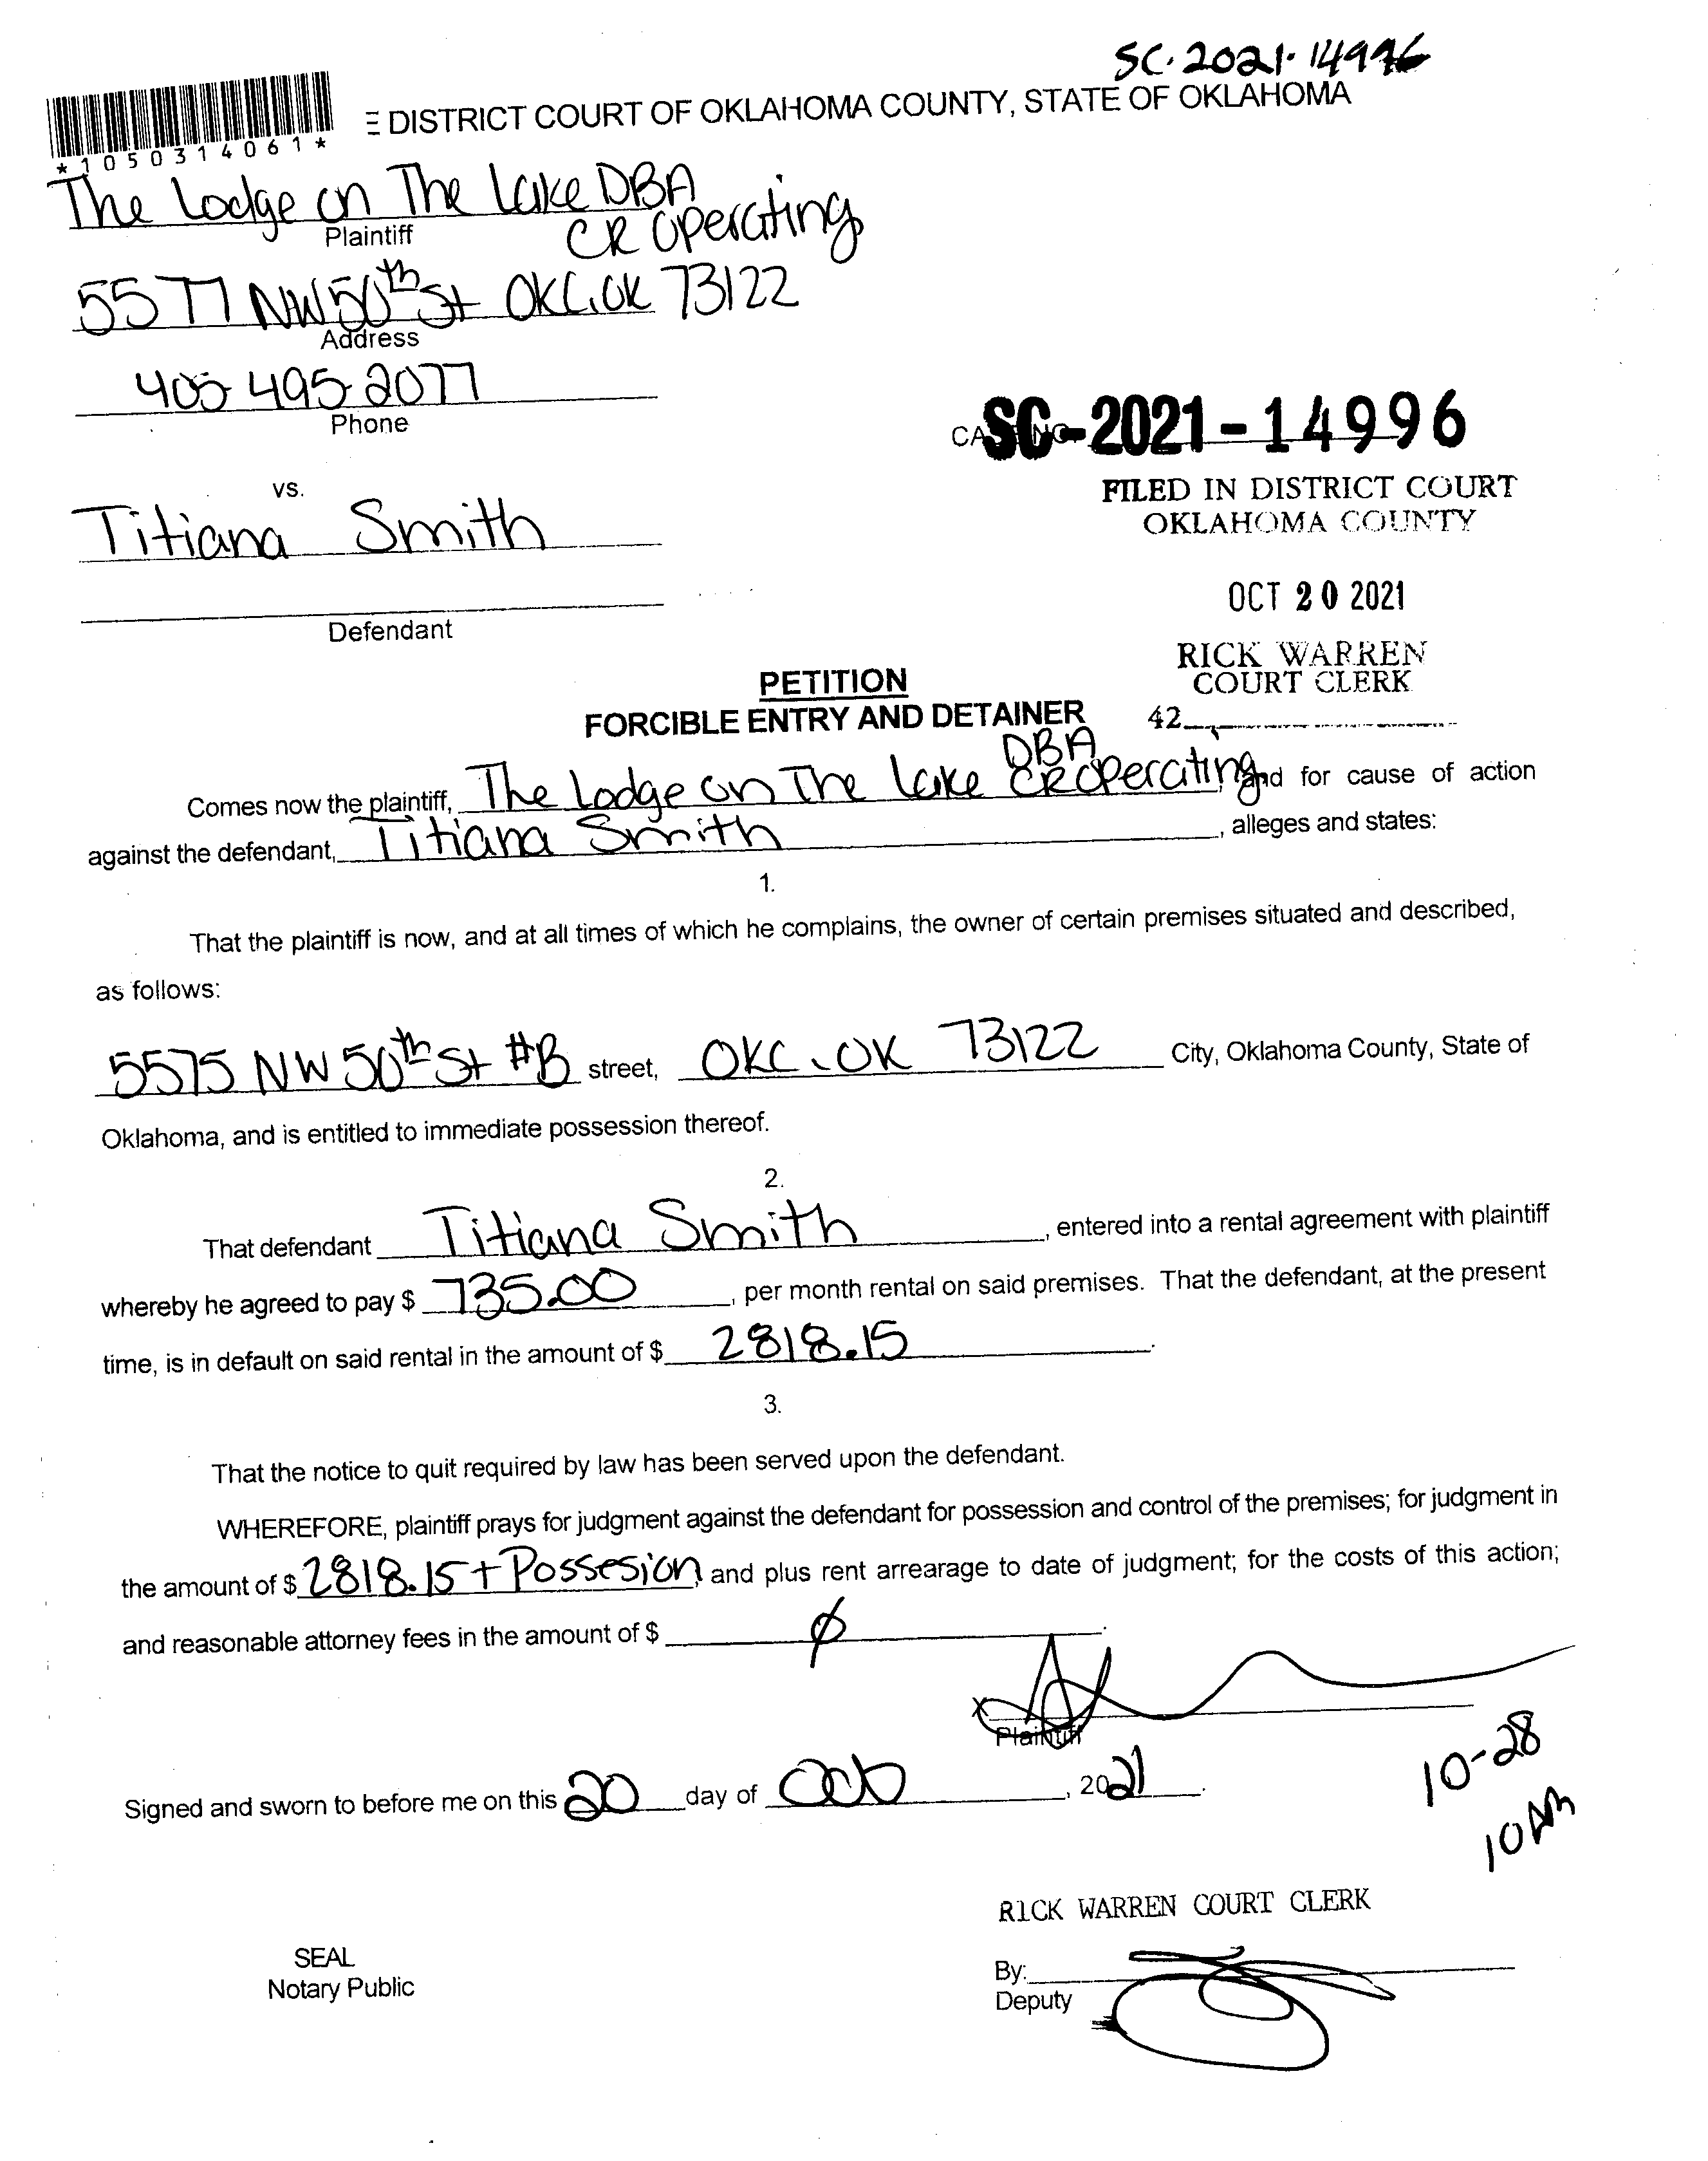 SC-2021-14996
E DISTRICT COURT OF OKLAHOMA COUNTY, STATE OF OKLAHOMA
*1050314061*
The Lodge on The Lake DBA
CR Operating
Plaintiff
5577 NW 50th St OKC, OK 73122
Address
405-495-2077
Phone
SC-2021-14996
FILED IN DISTRICT COURT
OKLAHOMA COUNTY
vs.
Titiana Smith
OCT 20 2021
Defendant
RICK WARREN
COURT CLERK
42
PETITION
FORCIBLE ENTRY AND DETAINER
Comes now the plaintiff, The Lodge on The Lake DBA CR Operating, and for cause of action
against the defendant, Titiana Smith, alleges and states:
1.
That the plaintiff is now, and at all times of which he complains, the owner of certain premises situated and described,
as follows:
5575 NW 50th St #B street, OKC, OK 73122 City, Oklahoma County, State of
Oklahoma, and is entitled to immediate possession thereof.
2.
That defendant Titiana Smith, entered into a rental agreement with plaintiff
whereby he agreed to pay $ 735.00, per month rental on said premises. That the defendant, at the present
time, is in default on said rental in the amount of $ 2818.15.
3.
That the notice to quit required by law has been served upon the defendant.
WHEREFORE, plaintiff prays for judgment against the defendant for possession and control of the premises; for judgment in
the amount of $ 2818.15 + Possesion, and plus rent arrearage to date of judgment; for the costs of this action;
and reasonable attorney fees in the amount of $ ø.
x
Plaintiff
10-28
10AM
Signed and sworn to before me on this 20 day of Oct, 2021.
RICK WARREN COURT CLERK
SEAL
Notary Public
By:
Deputy